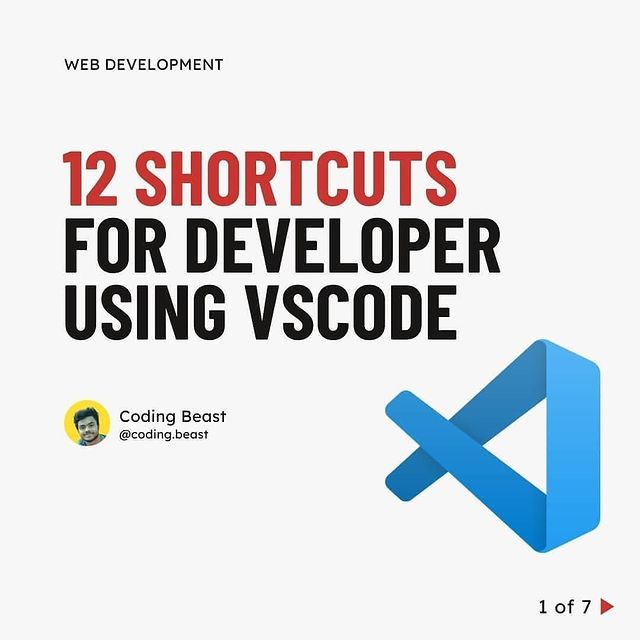 WEB DEVELOPMENT
12 SHORTCUTS
FOR DEVELOPER
USING VSCODE
Coding Beast
@coding.beast
1 of 7